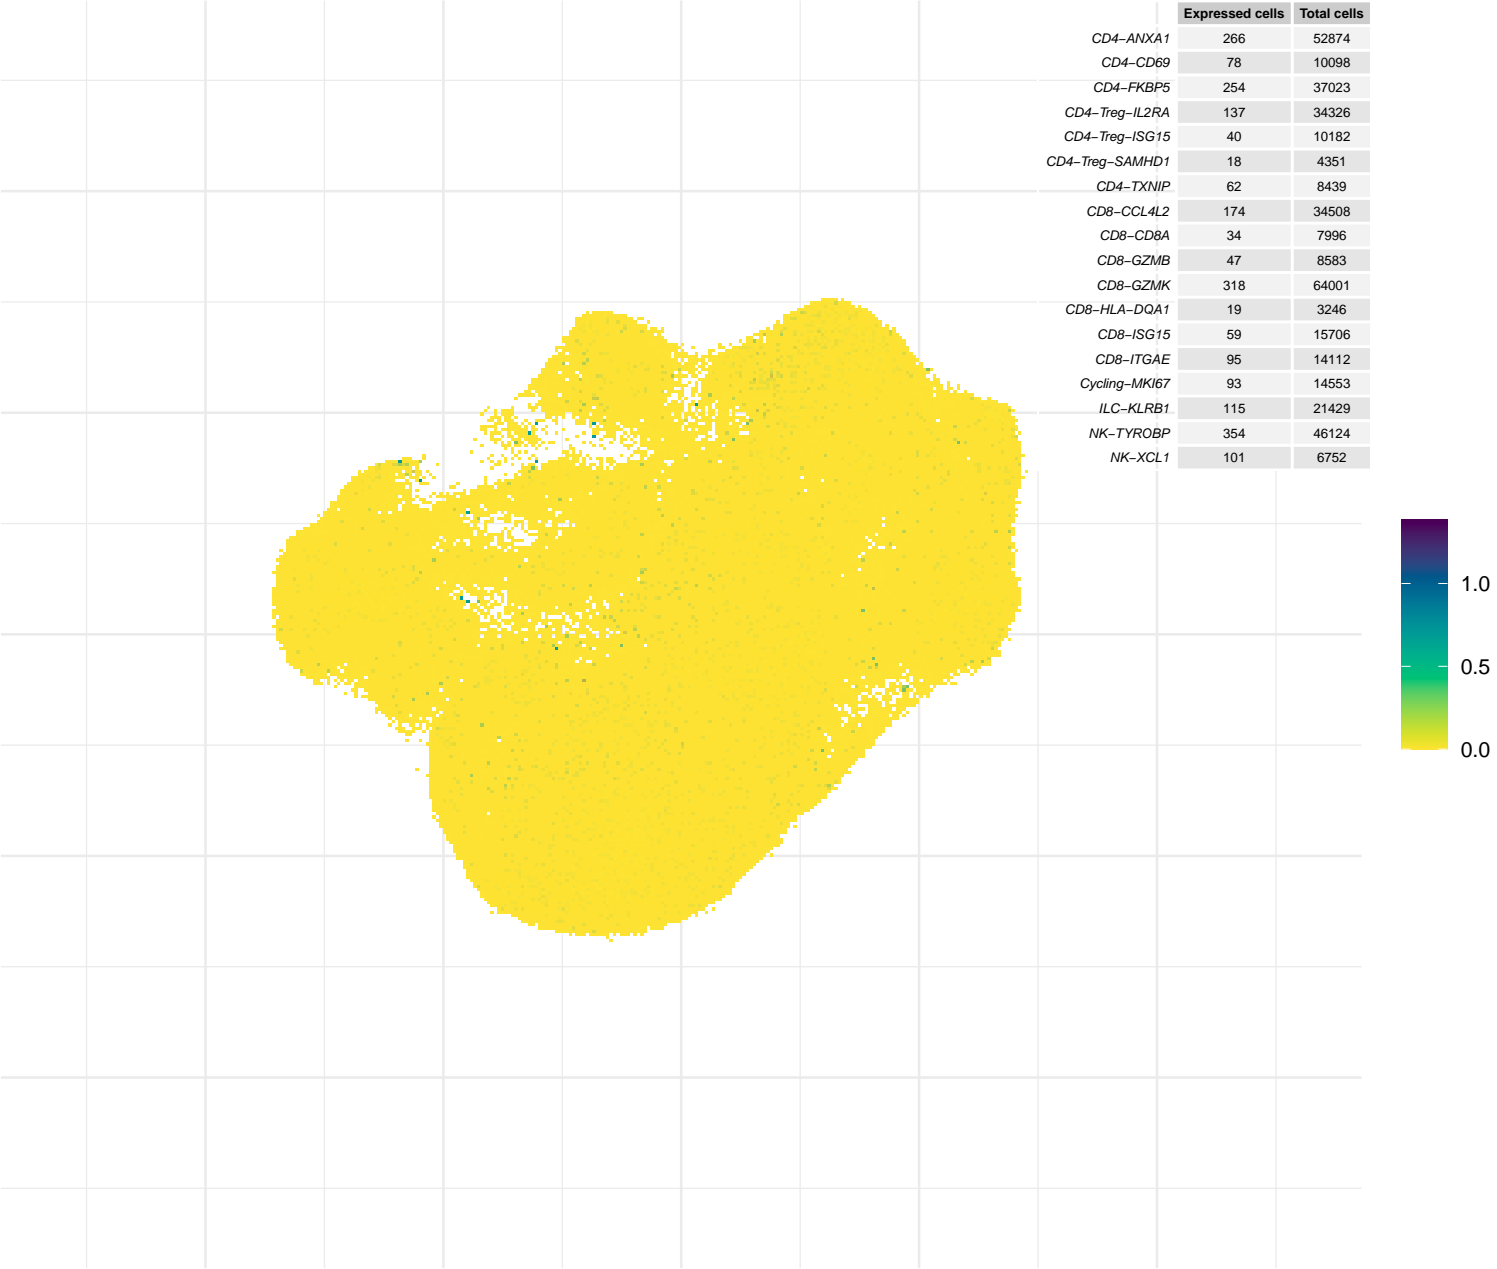 Expressed cells Total cells
CD4−ANXA1 266 52874
CD4−CD69 78 10098
CD4−FKBP5 254 37023
CD4−Treg−IL2RA 137 34326
CD4−Treg−ISG15 40 10182
CD4−Treg−SAMHD1 18 4351
CD4−TXNIP 62 8439
CD8−CCL4L2 174 34508
CD8−CD8A 34 7996
CD8−GZMB 47 8583
CD8−GZMK 318 64001
CD8−HLA−DQA1 19 3246
CD8−ISG15 59 15706
CD8−ITGAE 95 14112
Cycling−MKI67 93 14553
ILC−KLRB1 115 21429
NK−TYROBP 354 46124
NK−XCL1 101 6752
1.0
0.5
0.0